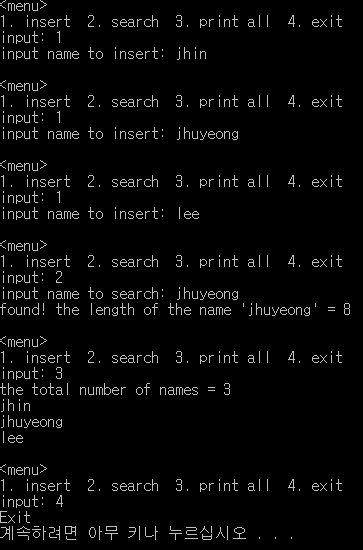 <menu>
1. insert  2. search  3. print all  4. exit
input: 1
input name to insert: jhin

<menu>
1. insert  2. search  3. print all  4. exit
input: 1
input name to insert: jhuyeong

<menu>
1. insert  2. search  3. print all  4. exit
input: 1
input name to insert: lee

<menu>
1. insert  2. search  3. print all  4. exit
input: 2
input name to search: jhuyeong
found! the length of the name 'jhuyeong' = 8

<menu>
1. insert  2. search  3. print all  4. exit
input: 3
the total number of names = 3
jhin
jhuyeong
lee

<menu>
1. insert  2. search  3. print all  4. exit
input: 4
Exit
계속하려면 아무 키나 누르십시오 . . .